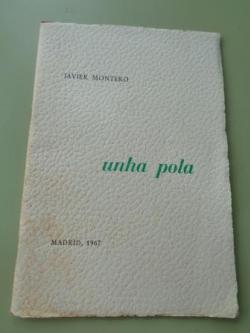 JAVIER MONTERO
unha pola
MADRID, 1967